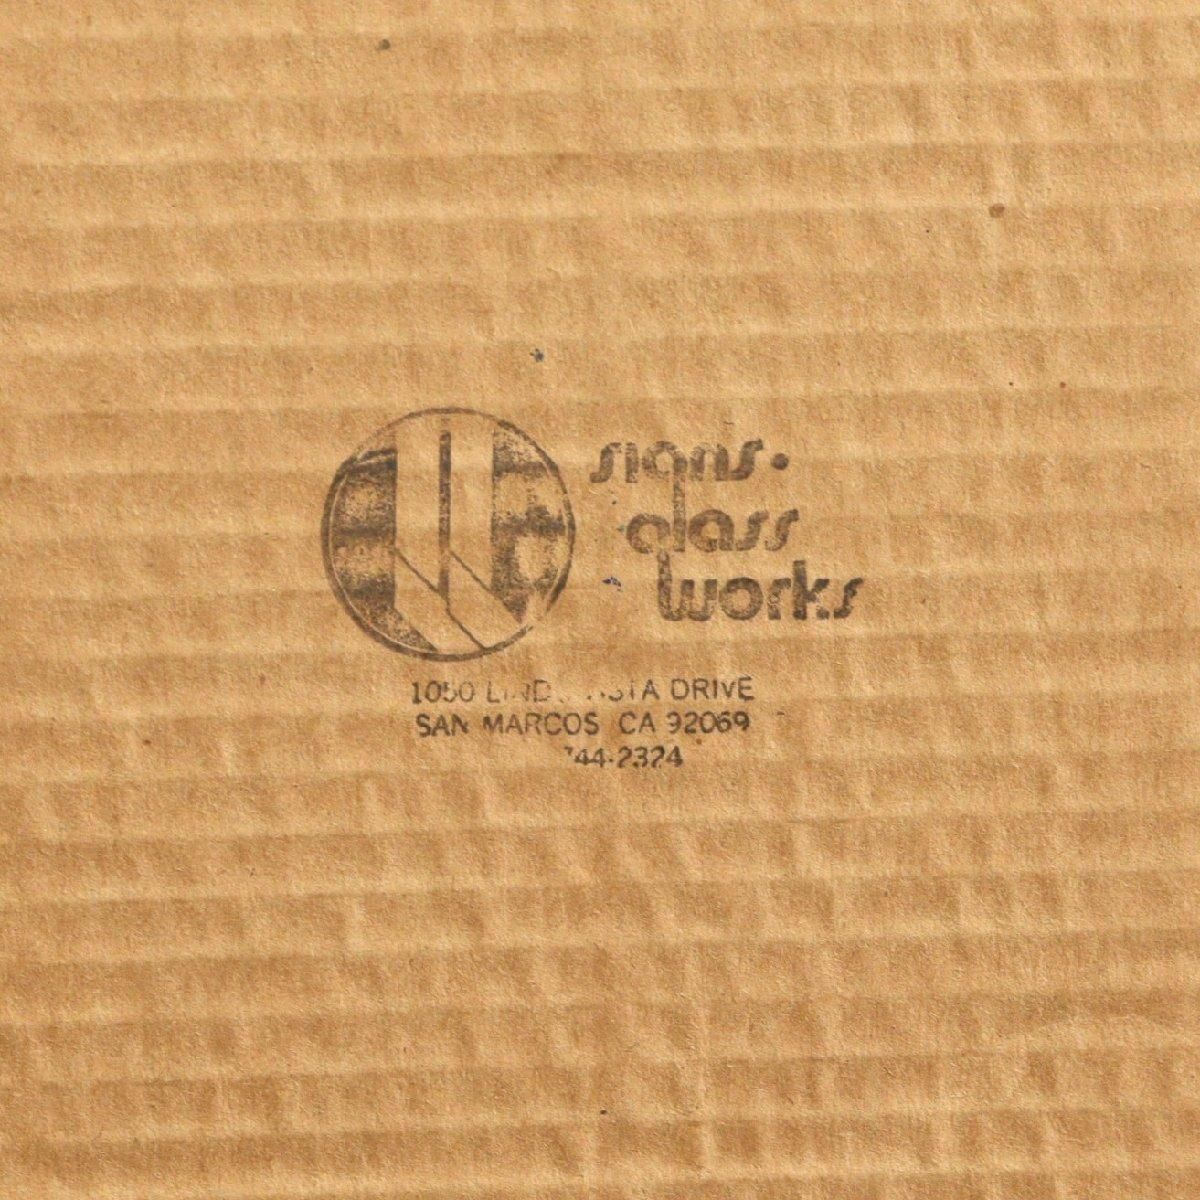 signs.
glass
works
1050 DRIVE
SAN MARCOS CA 92069
744-2324